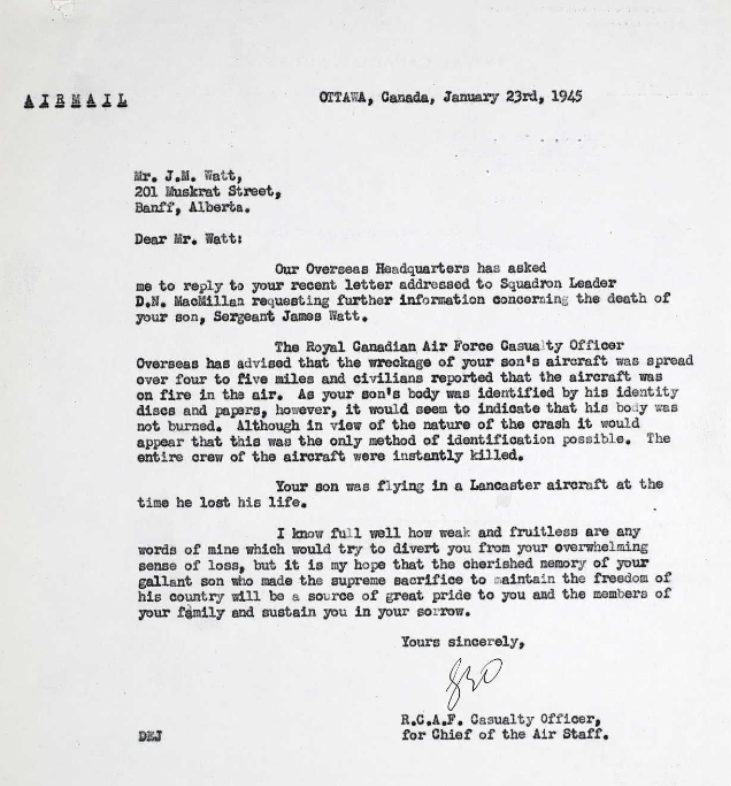 AIRMAIL
OTTAWA, Canada, January 23rd, 1945
Mr. J.M. Watt,
201 Muskrat Street,
Banff, Alberta.
Dear Mr. Watt:
Our Overseas Headquarters has asked
me to reply to your recent letter addressed to Squadron Leader
D.N. MacMillan requesting further information concerning the death of
your son, Sergeant James Watt.
The Royal Canadian Air Force Casualty Officer
Overseas has advised that the wreckage of your son's aircraft was spread
over four to five miles and civilians reported that the aircraft was
on fire in the air. As your son's body was identified by his identity
discs and papers, however, it would seem to indicate that his body was
not burned. Although in view of the nature of the crash it would
appear that this was the only method of identification possible. The
entire crew of the aircraft were instantly killed.
Your son was flying in a Lancaster aircraft at the
time he lost his life.
I know full well how weak and fruitless are any
words of mine which would try to divert you from your overwhelming
sense of loss, but it is my hope that the cherished memory of your
gallant son who made the supreme sacrifice to maintain the freedom of
his country will be a source of great pride to you and the members of
your family and sustain you in your sorrow.
Yours sincerely,
R.C.A.F. Casualty Officer,
for Chief of the Air Staff.
DEJ